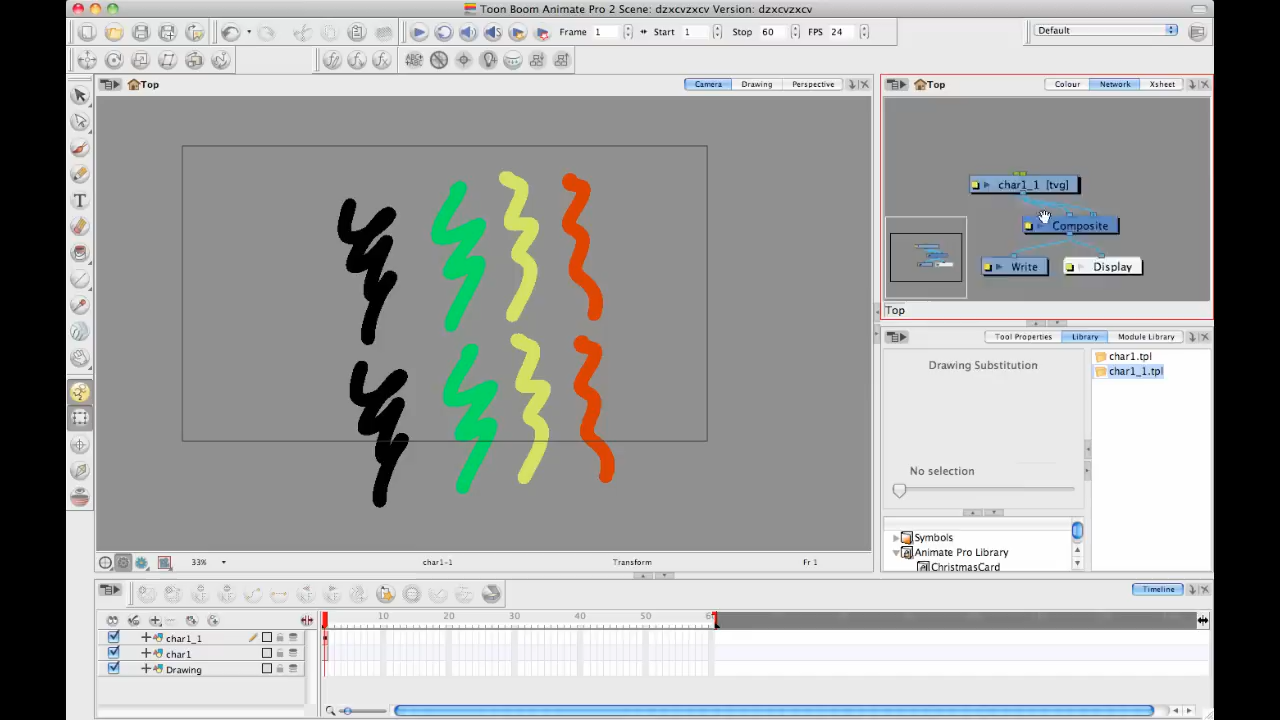 Toon Boom Animate Pro 2 Scene: dzxcvzxcv Version: dzxcvzxcv
Frame 1 Start 1 Stop 60 FPS 24
Default
Top
Camera Drawing Perspective
Top
Colour Network Xsheet
char1_1 [tvg]
Composite
Write Display
Top
Tool Properties Library Module Library
Drawing Substitution
char1.tpl
char1_1.tpl
No selection
Symbols
Animate Pro Library
ChristmasCard
33% char1-1 Transform Fr 1
Timeline
10 20 30 40 50
char1_1
char1
Drawing